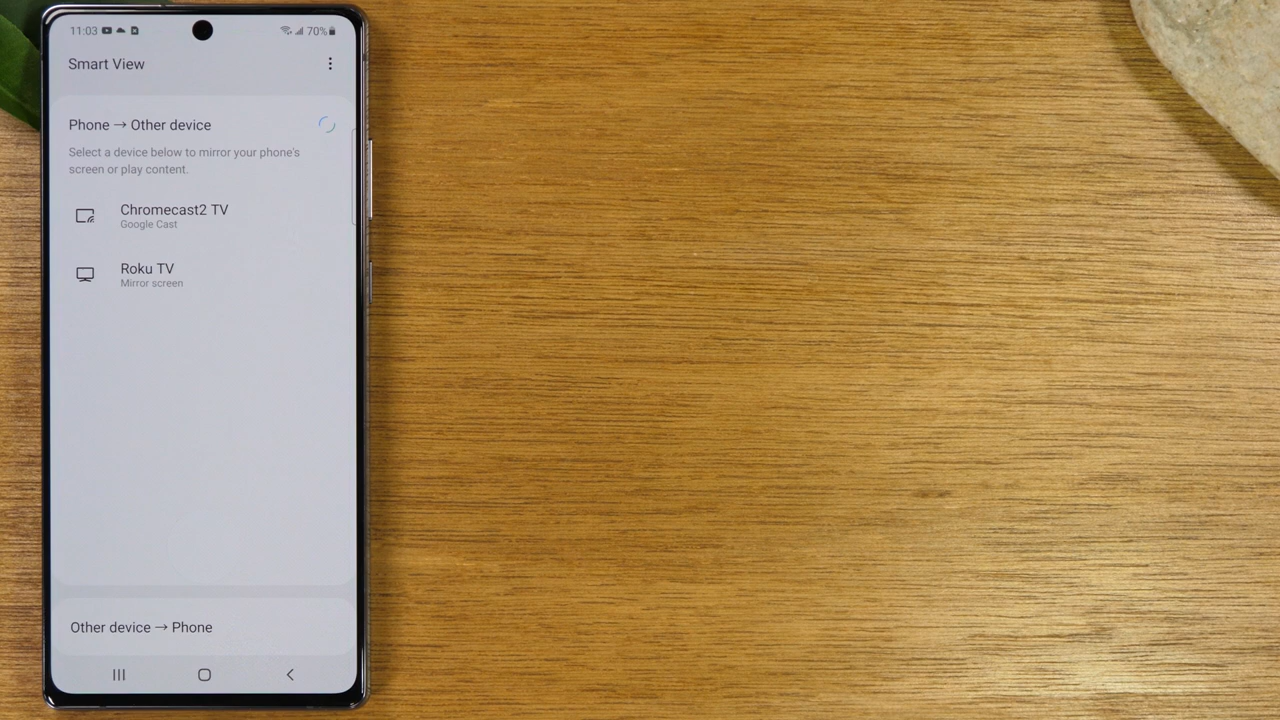 11:03 70%
Smart View
Phone → Other device
Select a device below to mirror your phone's
screen or play content.
Chromecast2 TV
Google Cast
Roku TV
Mirror screen
Other device → Phone